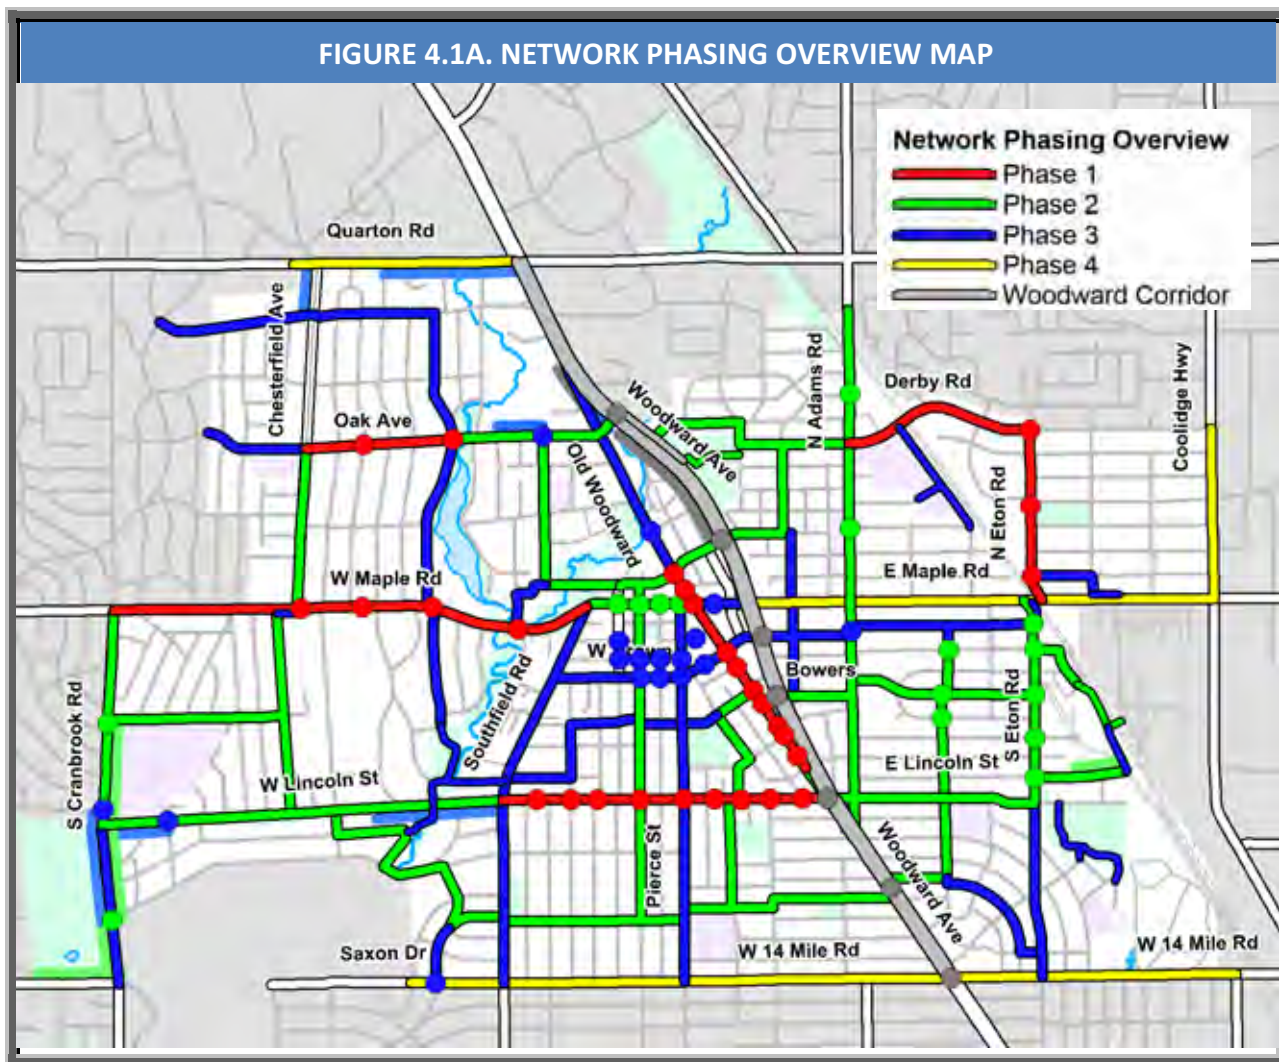 FIGURE 4.1A. NETWORK PHASING OVERVIEW MAP
Network Phasing Overview
Phase 1
Phase 2
Phase 3
Phase 4
Woodward Corridor
Quarton Rd
Chesterfield Ave
Coolidge Hwy
N Adams Rd
Derby Rd
Woodward Ave
Oak Ave
Old Woodward
N Eton Rd
W Maple Rd
E Maple Rd
W Brown
Bowers
Southfield Rd
S Cranbrook Rd
S Eton Rd
E Lincoln St
W Lincoln St
Pierce St
Woodward Ave
Saxon Dr
W 14 Mile Rd
W 14 Mile Rd